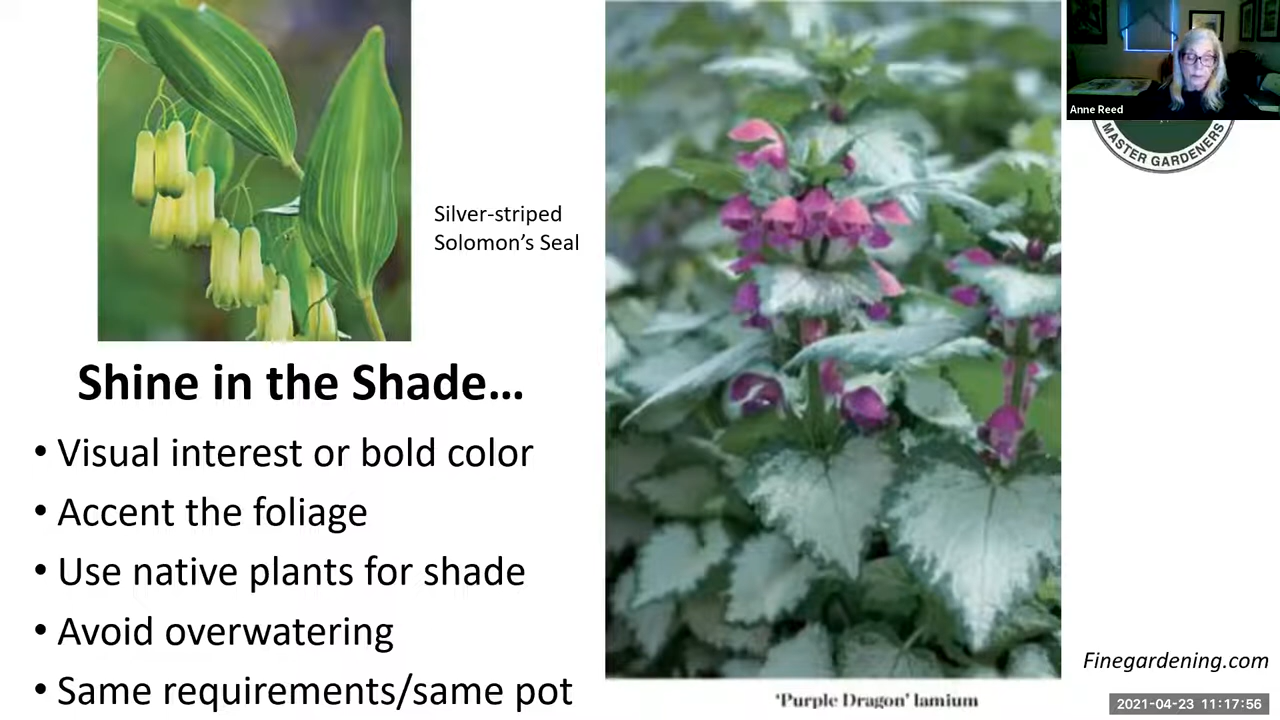 Anne Reed
MASTER GARDENERS
Silver-striped
Solomon’s Seal
Shine in the Shade…
• Visual interest or bold color
• Accent the foliage
• Use native plants for shade
• Avoid overwatering
• Same requirements/same pot
‘Purple Dragon’ lamium
Finegardening.com
2021-04-23 11:17:56